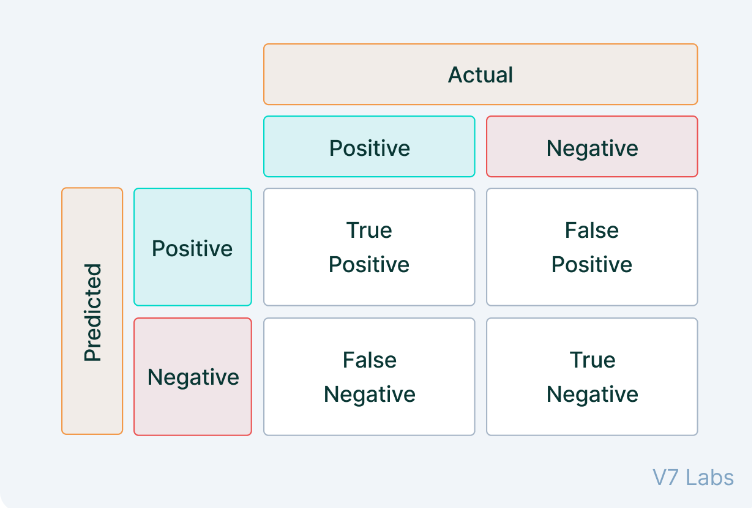 Actual
Positive
Negative
Predicted
Positive
True
Positive
False
Positive
Negative
False
Negative
True
Negative
V7 Labs